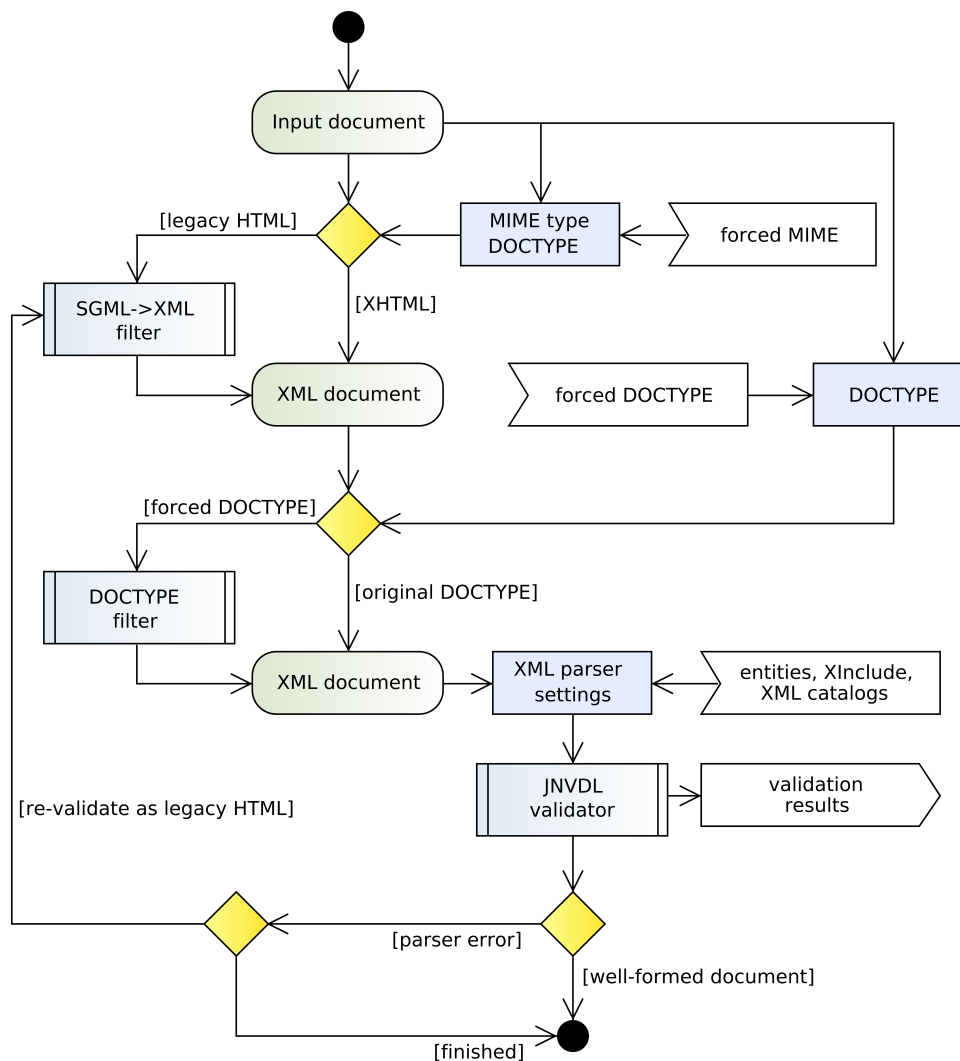 Input document
[legacy HTML]
MIME type
DOCTYPE
forced MIME
[XHTML]
SGML->XML
filter
XML document
forced DOCTYPE
DOCTYPE
[forced DOCTYPE]
[original DOCTYPE]
DOCTYPE
filter
XML document
XML parser
settings
entities, XInclude,
XML catalogs
JNVDL
validator
validation
results
[re-validate as legacy HTML]
[parser error]
[well-formed document]
[finished]